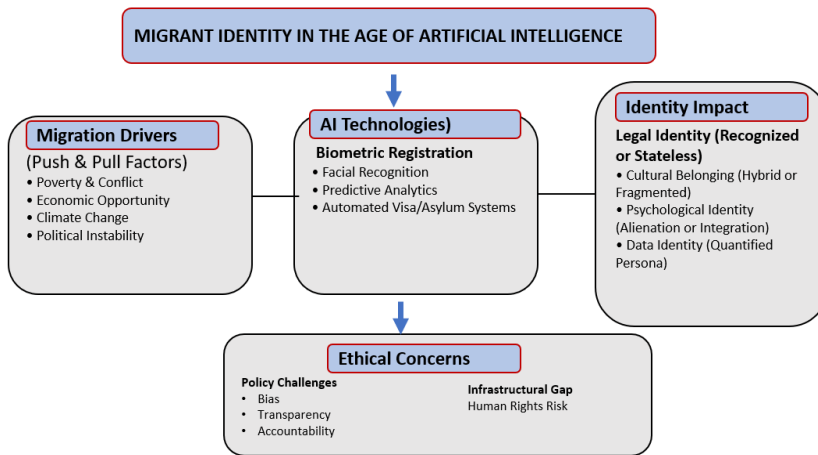 MIGRANT IDENTITY IN THE AGE OF ARTIFICIAL INTELLIGENCE
Migration Drivers
(Push & Pull Factors)
• Poverty & Conflict
• Economic Opportunity
• Climate Change
• Political Instability
AI Technologies)
Biometric Registration
• Facial Recognition
• Predictive Analytics
• Automated Visa/Asylum Systems
Identity Impact
Legal Identity (Recognized
or Stateless)
• Cultural Belonging (Hybrid or
Fragmented)
• Psychological Identity
(Alienation or Integration)
• Data Identity (Quantified
Persona)
Ethical Concerns
Policy Challenges
• Bias
• Transparency
• Accountability
Infrastructural Gap
Human Rights Risk